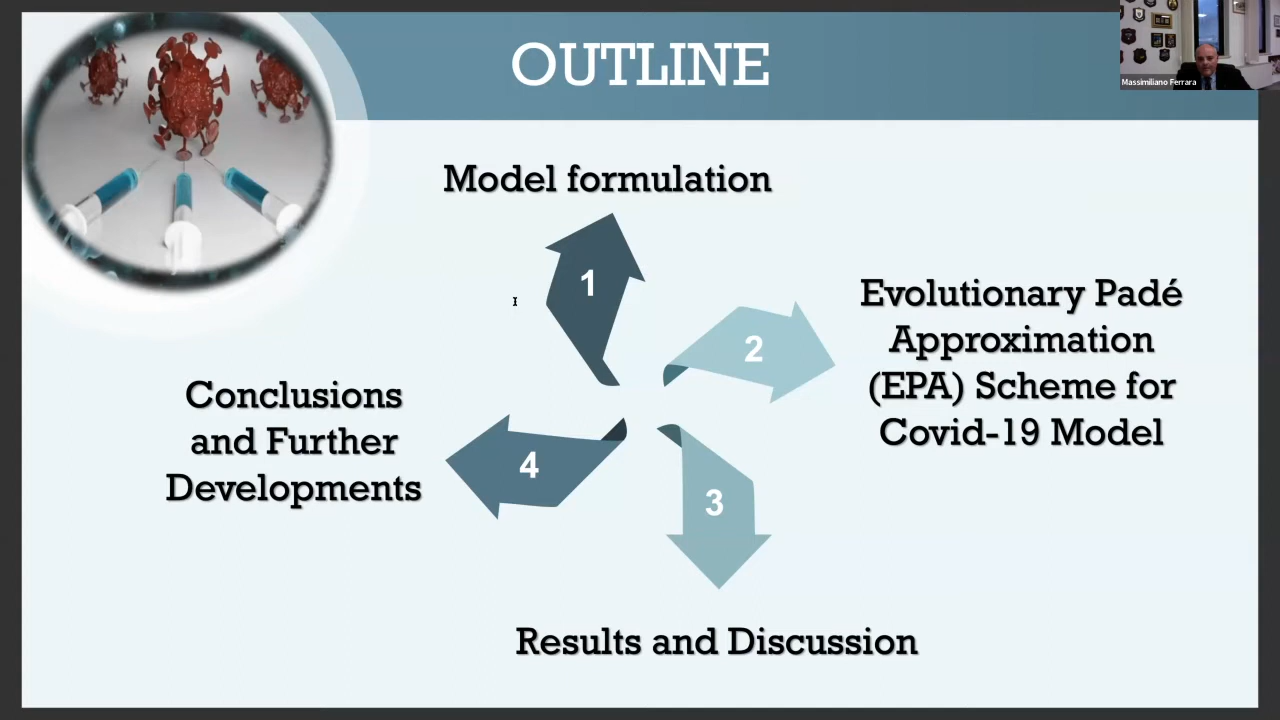 OUTLINE
Massimiliano Ferrara
Model formulation
1
2
Evolutionary Padé
Approximation
(EPA) Scheme for
Covid-19 Model
3
Results and Discussion
4
Conclusions
and Further
Developments